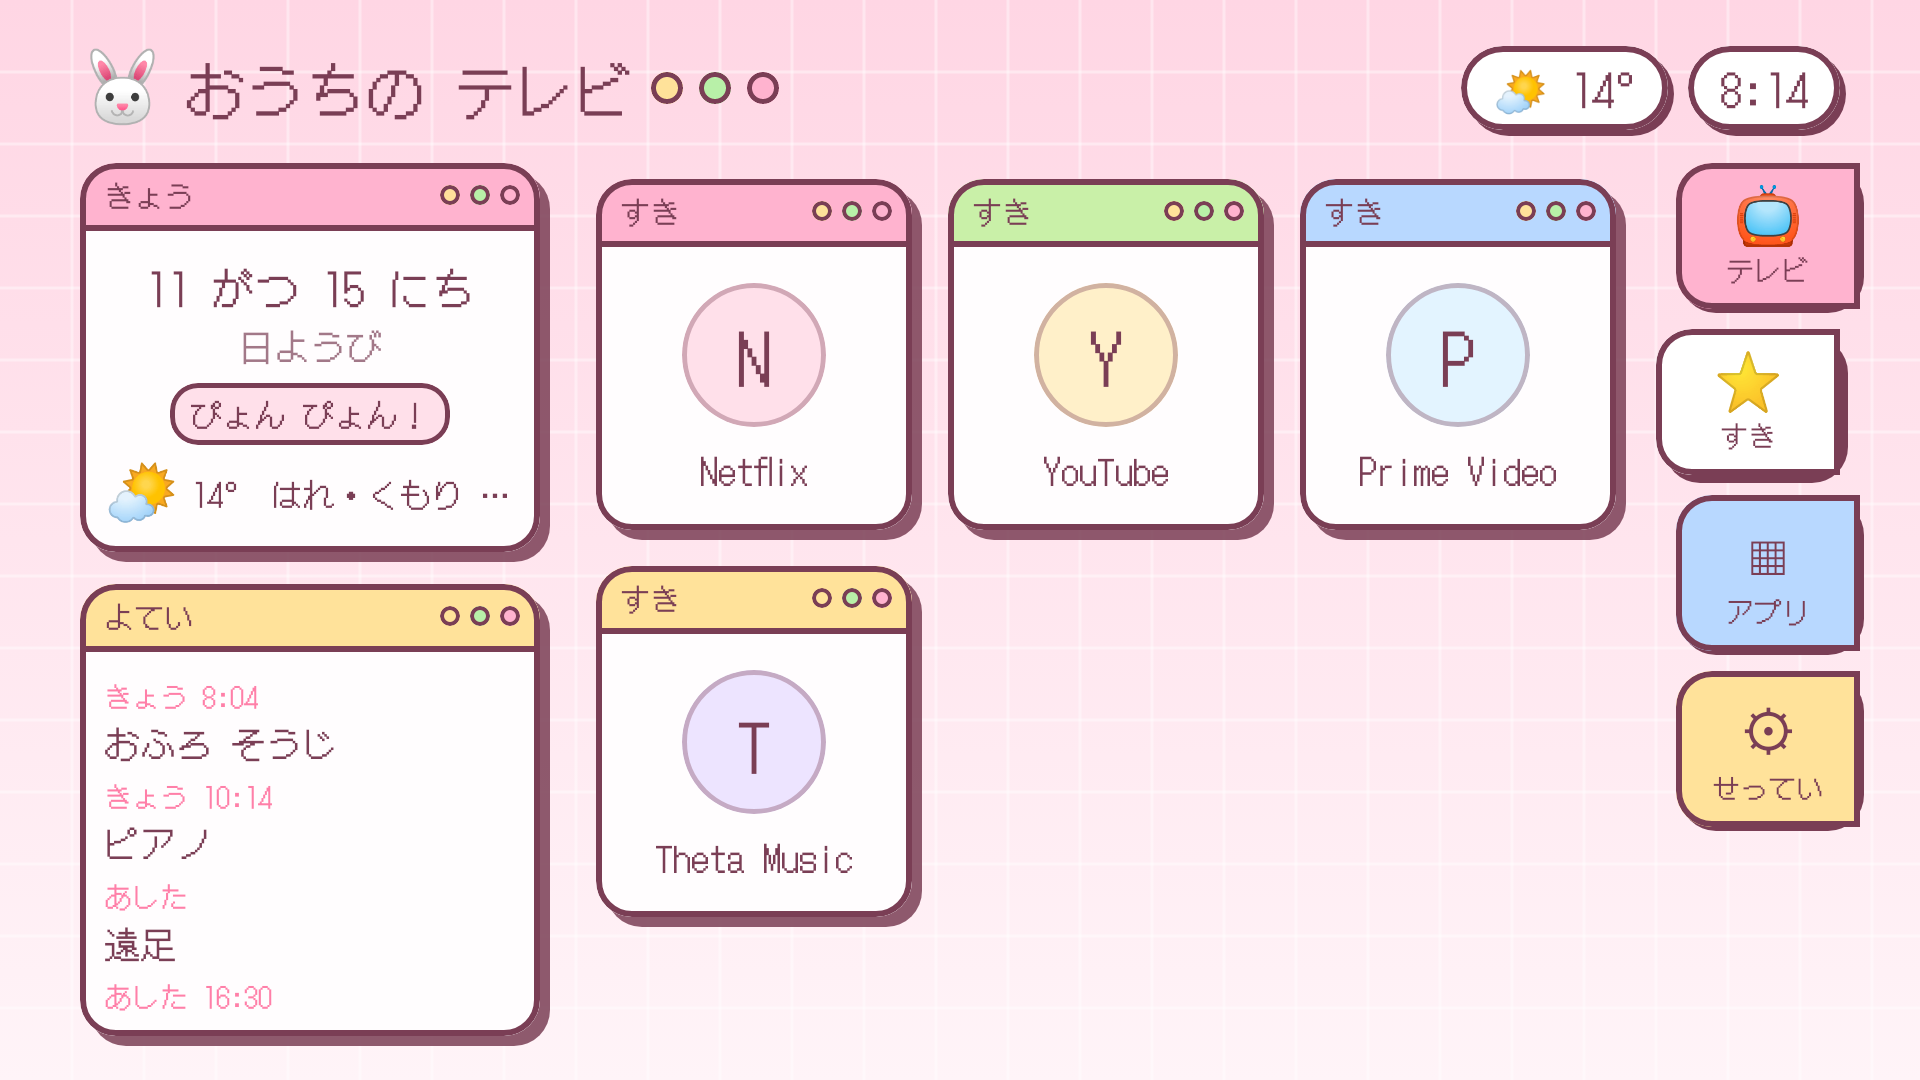 おうちの テレビ
14°
8:14
きょう
11 がつ 15 にち
日ようび
ぴょん ぴょん!
14° はれ・くもり …
よてい
きょう 8:04
おふろ そうじ
きょう 10:14
ピアノ
あした
遠足
あした 16:30
すき
N
Netflix
すき
Y
YouTube
すき
P
Prime Video
すき
T
Theta Music
テレビ
すき
アプリ
せってい